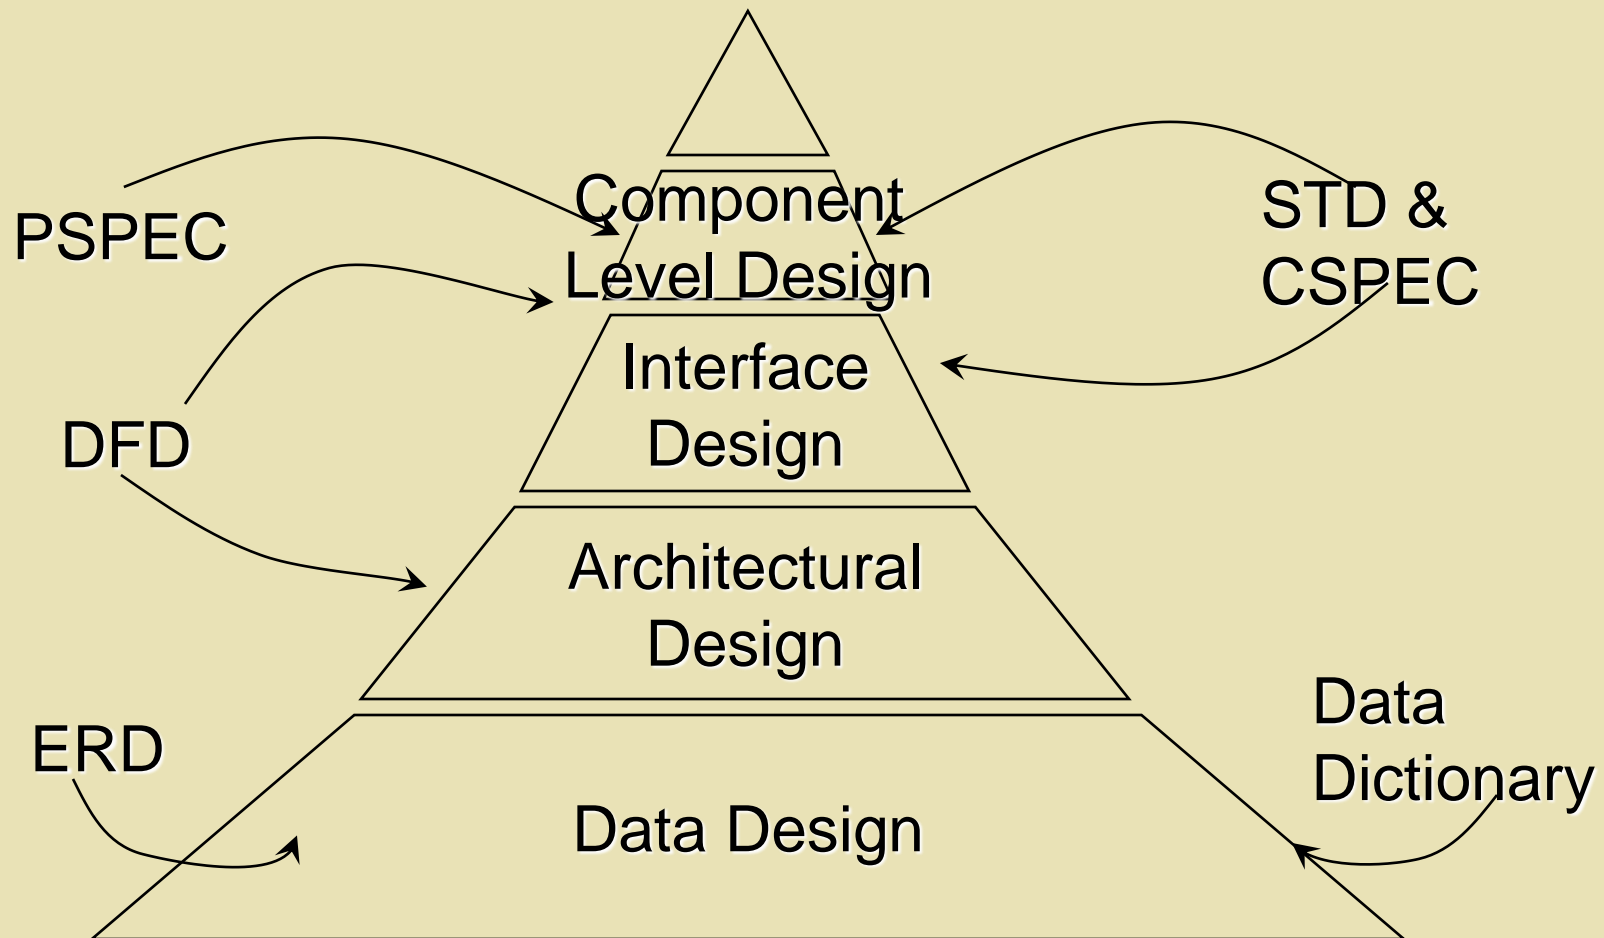 Component
Level Design
PSPEC
STD &
CSPEC
Interface
Design
DFD
Architectural
Design
ERD
Data
Dictionary
Data Design